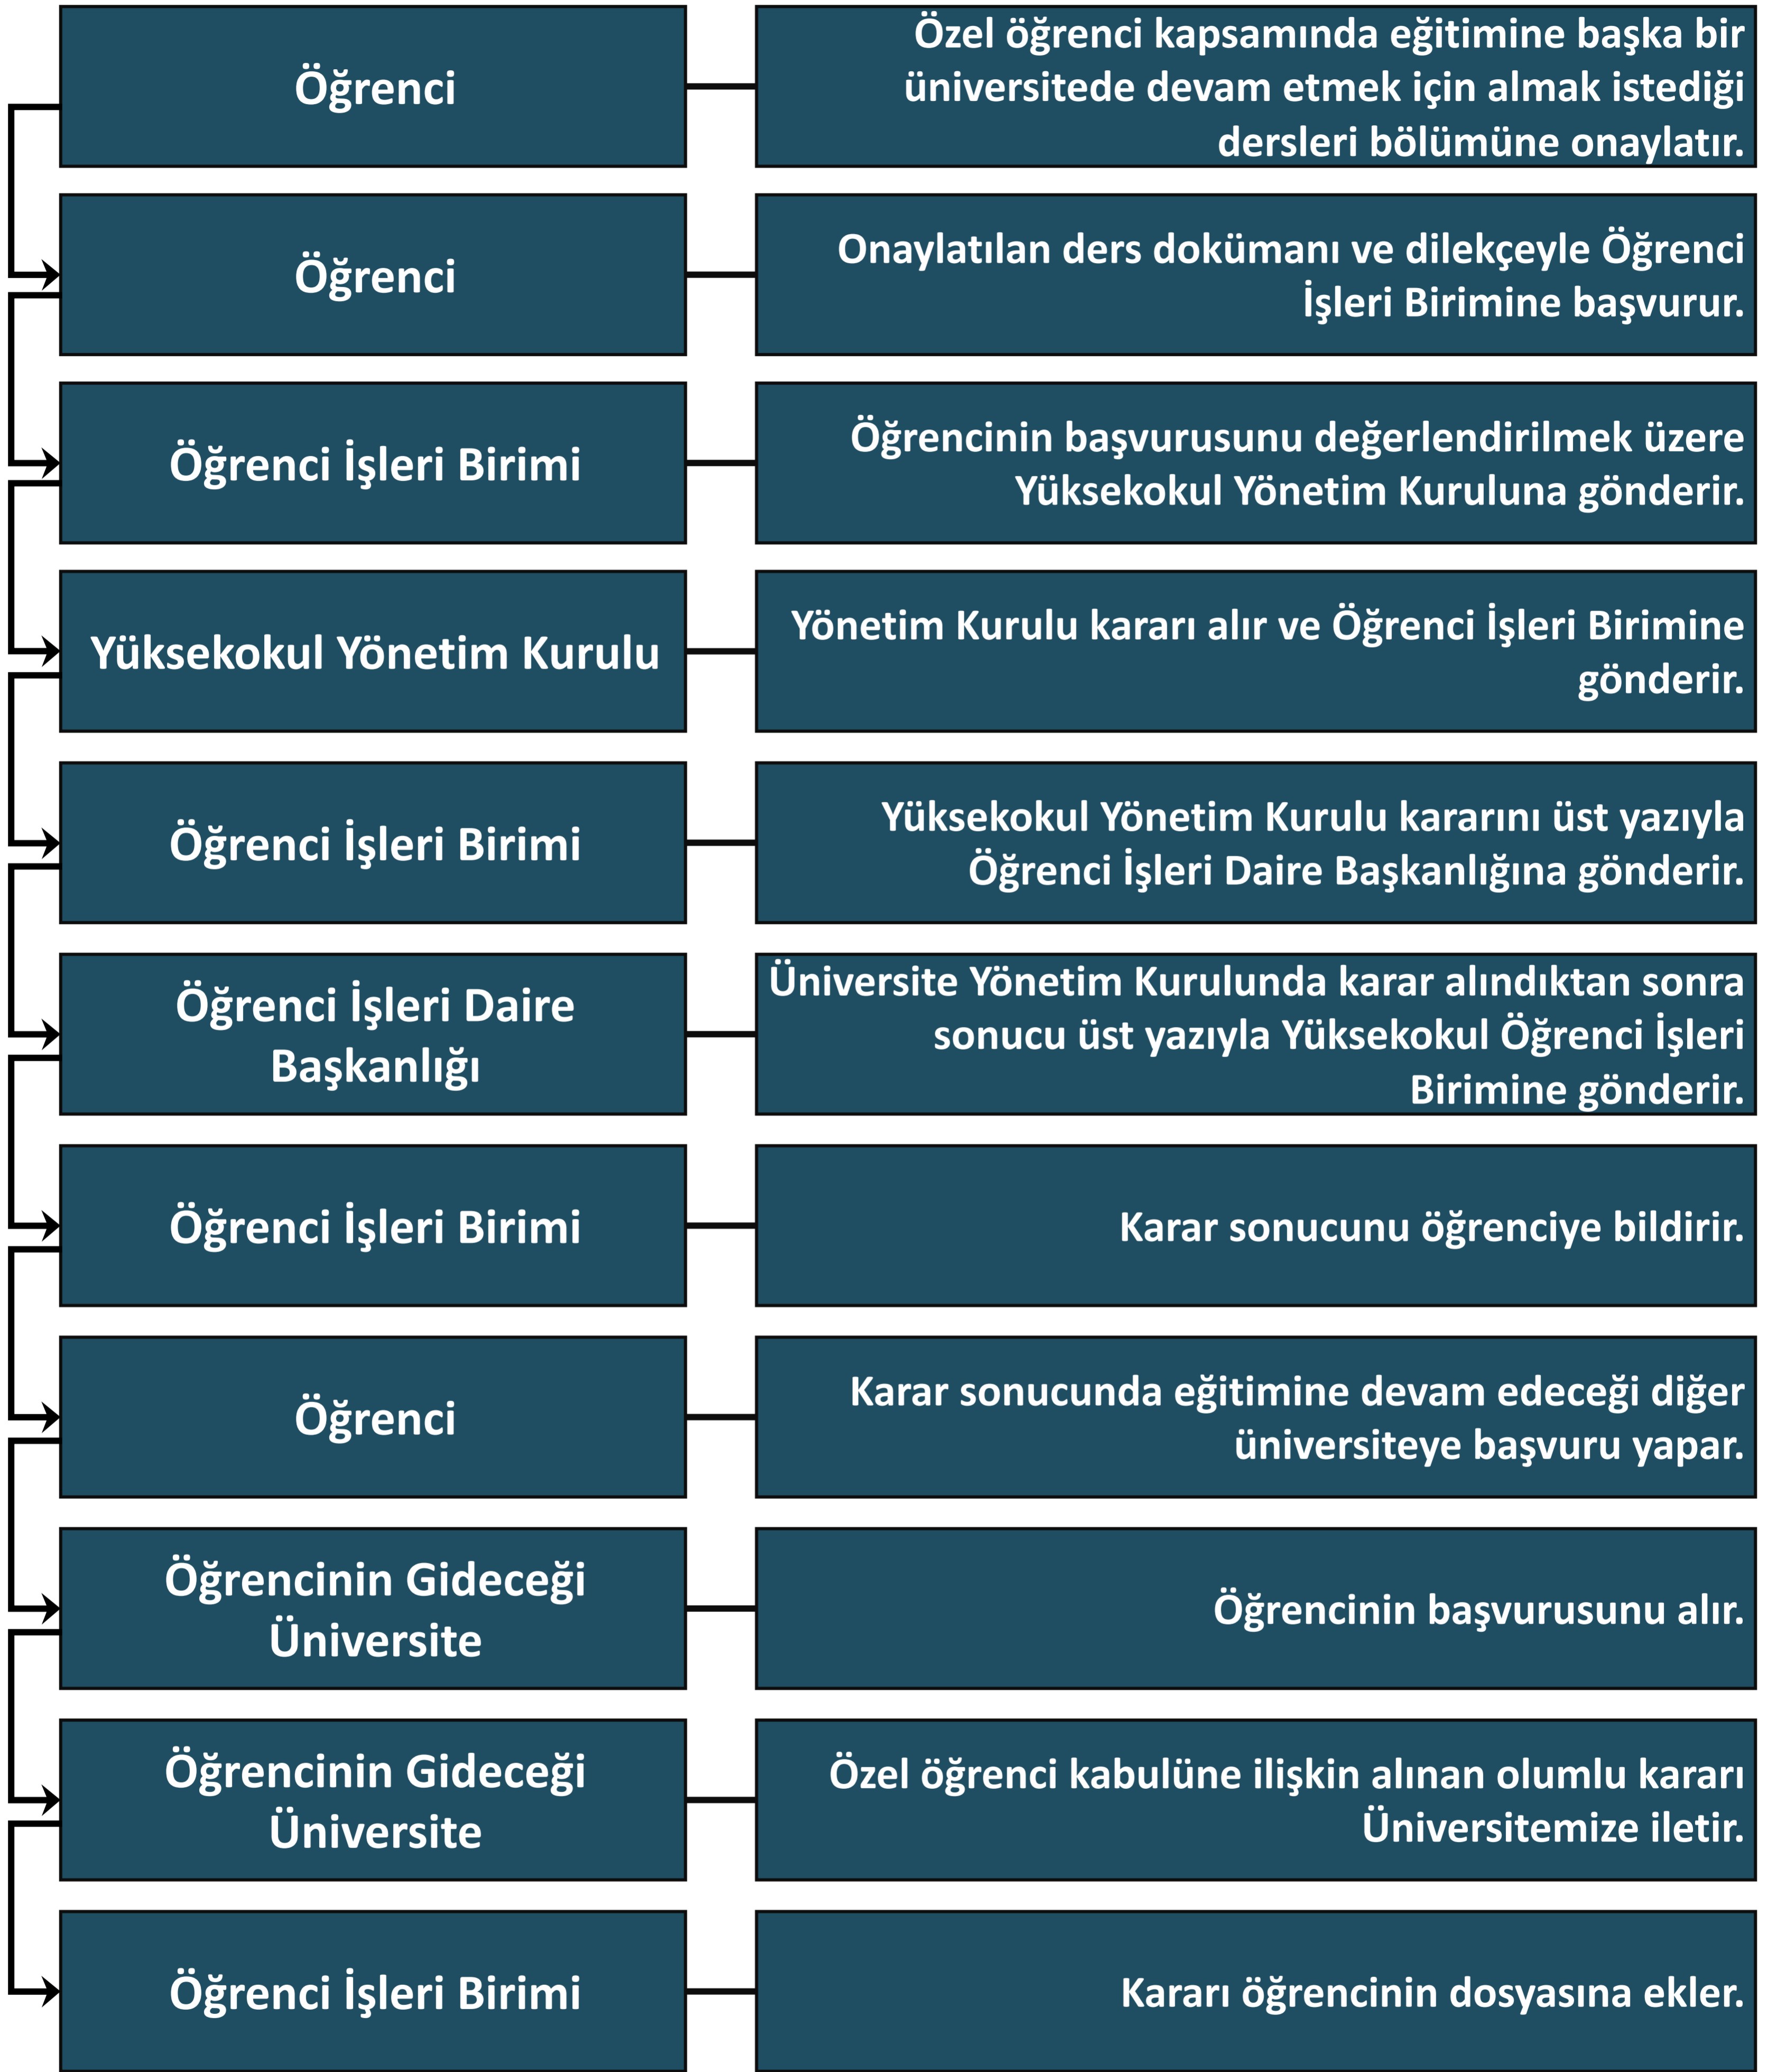 Öğrenci
Özel öğrenci kapsamında eğitimine başka bir
üniversitede devam etmek için almak istediği
dersleri bölümüne onaylatır.
Öğrenci
Onaylatılan ders dokümanı ve dilekçeyle Öğrenci
İşleri Birimine başvurur.
Öğrenci İşleri Birimi
Öğrencinin başvurusunu değerlendirilmek üzere
Yüksekokul Yönetim Kuruluna gönderir.
Yüksekokul Yönetim Kurulu
Yönetim Kurulu kararı alır ve Öğrenci İşleri Birimine
gönderir.
Öğrenci İşleri Birimi
Yüksekokul Yönetim Kurulu kararını üst yazıyla
Öğrenci İşleri Daire Başkanlığına gönderir.
Öğrenci İşleri Daire
Başkanlığı
Üniversite Yönetim Kurulunda karar alındıktan sonra
sonucu üst yazıyla Yüksekokul Öğrenci İşleri
Birimine gönderir.
Öğrenci İşleri Birimi
Karar sonucunu öğrenciye bildirir.
Öğrenci
Karar sonucunda eğitimine devam edeceği diğer
üniversiteye başvuru yapar.
Öğrencinin Gideceği
Üniversite
Öğrencinin başvurusunu alır.
Öğrencinin Gideceği
Üniversite
Özel öğrenci kabulüne ilişkin alınan olumlu kararı
Üniversitemize iletir.
Öğrenci İşleri Birimi
Kararı öğrencinin dosyasına ekler.